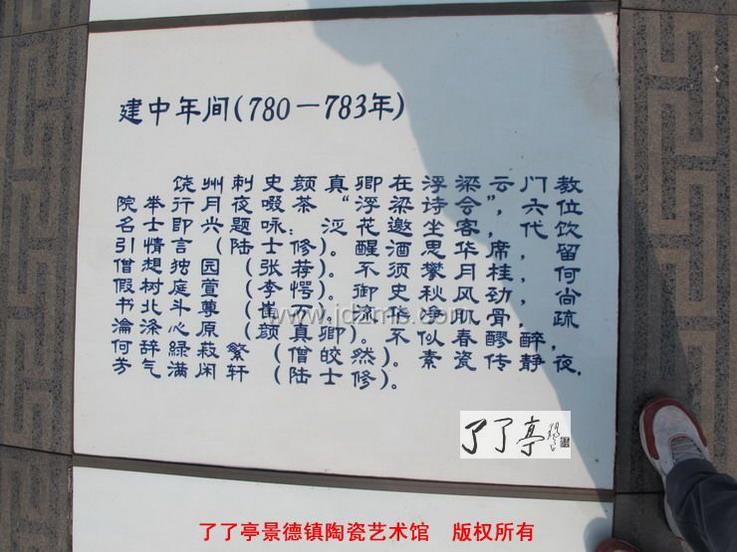 建中年间(780－783年)
饶州刺史颜真卿在浮梁云门教
院举行月夜啜茶“浮梁诗会”,六位
名士即兴题咏:泛花邀坐客,代饮
引情言(陆士修)。醒酒思华席,留
僧想独园(张荐)。不须攀月桂,何
假树庭萱(李愕)。御史秋风劲,尚
书北斗尊(崔万)。流华净肌骨,疏
瀹涤心原(颜真卿)。不似春醪醉,
何辞绿菽繁(僧皎然)。素瓷传静夜,
芳气满闲轩(陆士修)。
www.jdzmb.com
了了亭
了了亭景德镇陶瓷艺术馆 版权所有